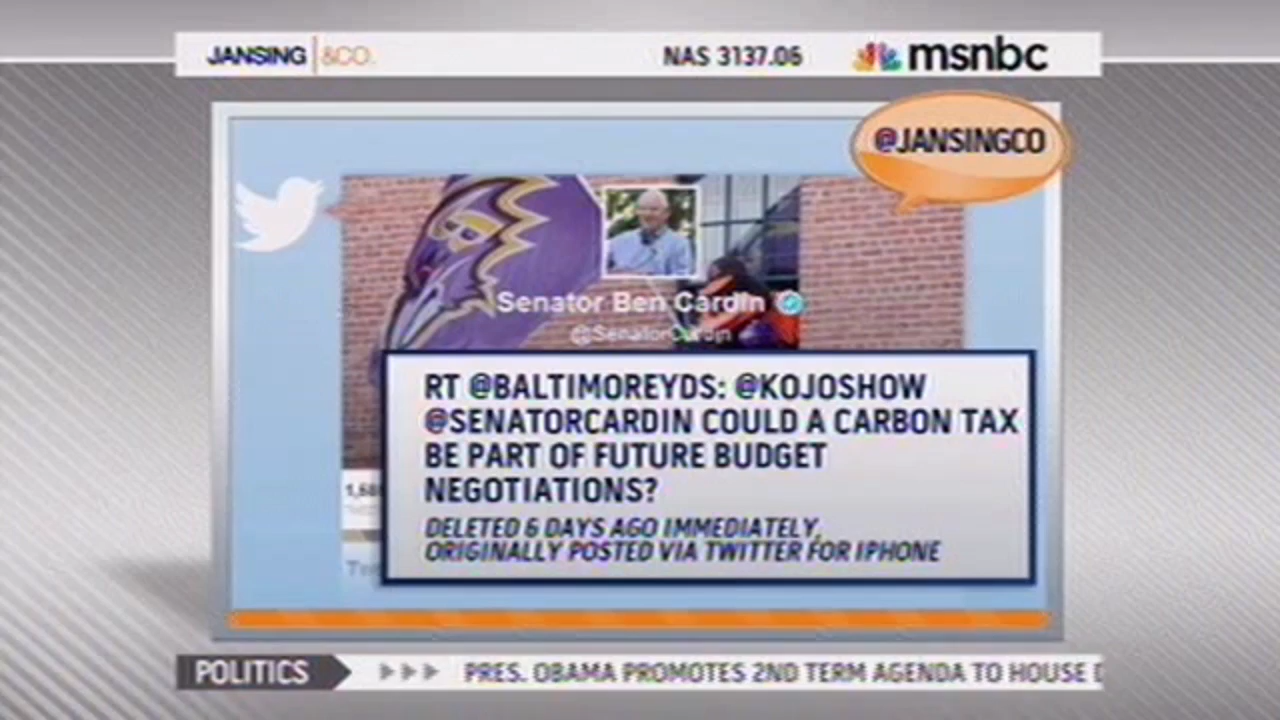 JANSING &CO.
NAS 3137.06
msnbc
@JANSINGCO
Senator Ben Cardin
@SenatorCardin
RT @BALTIMOREYDS: @KOJOSHOW
@SENATORCARDIN COULD A CARBON TAX
BE PART OF FUTURE BUDGET
NEGOTIATIONS?
DELETED 6 DAYS AGO IMMEDIATELY,
ORIGINALLY POSTED VIA TWITTER FOR IPHONE
POLITICS
PRES. OBAMA PROMOTES 2ND TERM AGENDA TO HOUSE